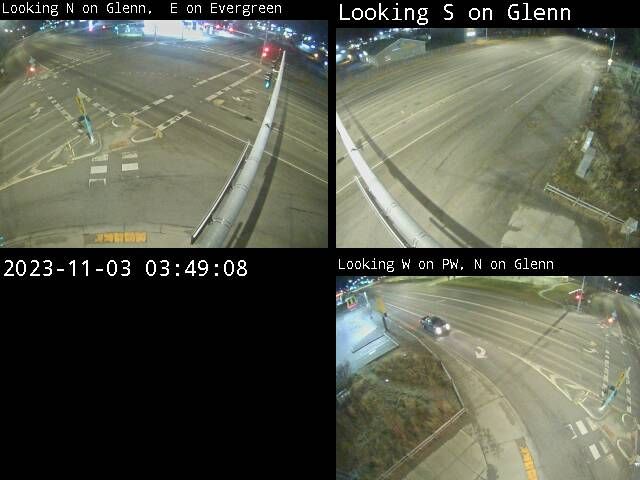 Looking N on Glenn,  E on Evergreen
Looking S on Glenn
2023-11-03 03:49:08
Looking W on PW, N on Glenn